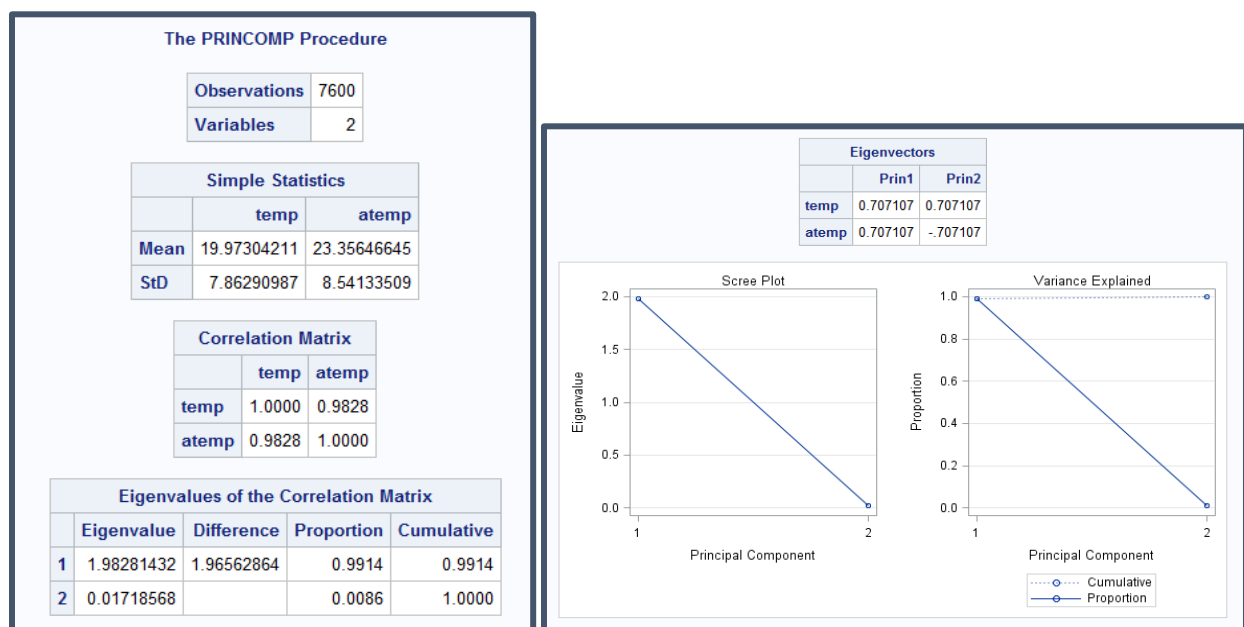 The PRINCOMP Procedure
Observations 7600
Variables 2
Simple Statistics
temp atemp
Mean 19.97304211 23.35646645
StD 7.86290987 8.54133509
Correlation Matrix
temp atemp
temp 1.0000 0.9828
atemp 0.9828 1.0000
Eigenvalues of the Correlation Matrix
Eigenvalue Difference Proportion Cumulative
1 1.98281432 1.96562864 0.9914 0.9914
2 0.01718568 0.0086 1.0000
Eigenvectors
Prin1 Prin2
temp 0.707107 0.707107
atemp 0.707107 -.707107
Scree Plot
2.0
1.5
1.0
0.5
0.0
Eigenvalue
1 2
Principal Component
Variance Explained
1.0
0.8
0.6
0.4
0.2
0.0
Proportion
1 2
Principal Component
Cumulative
Proportion